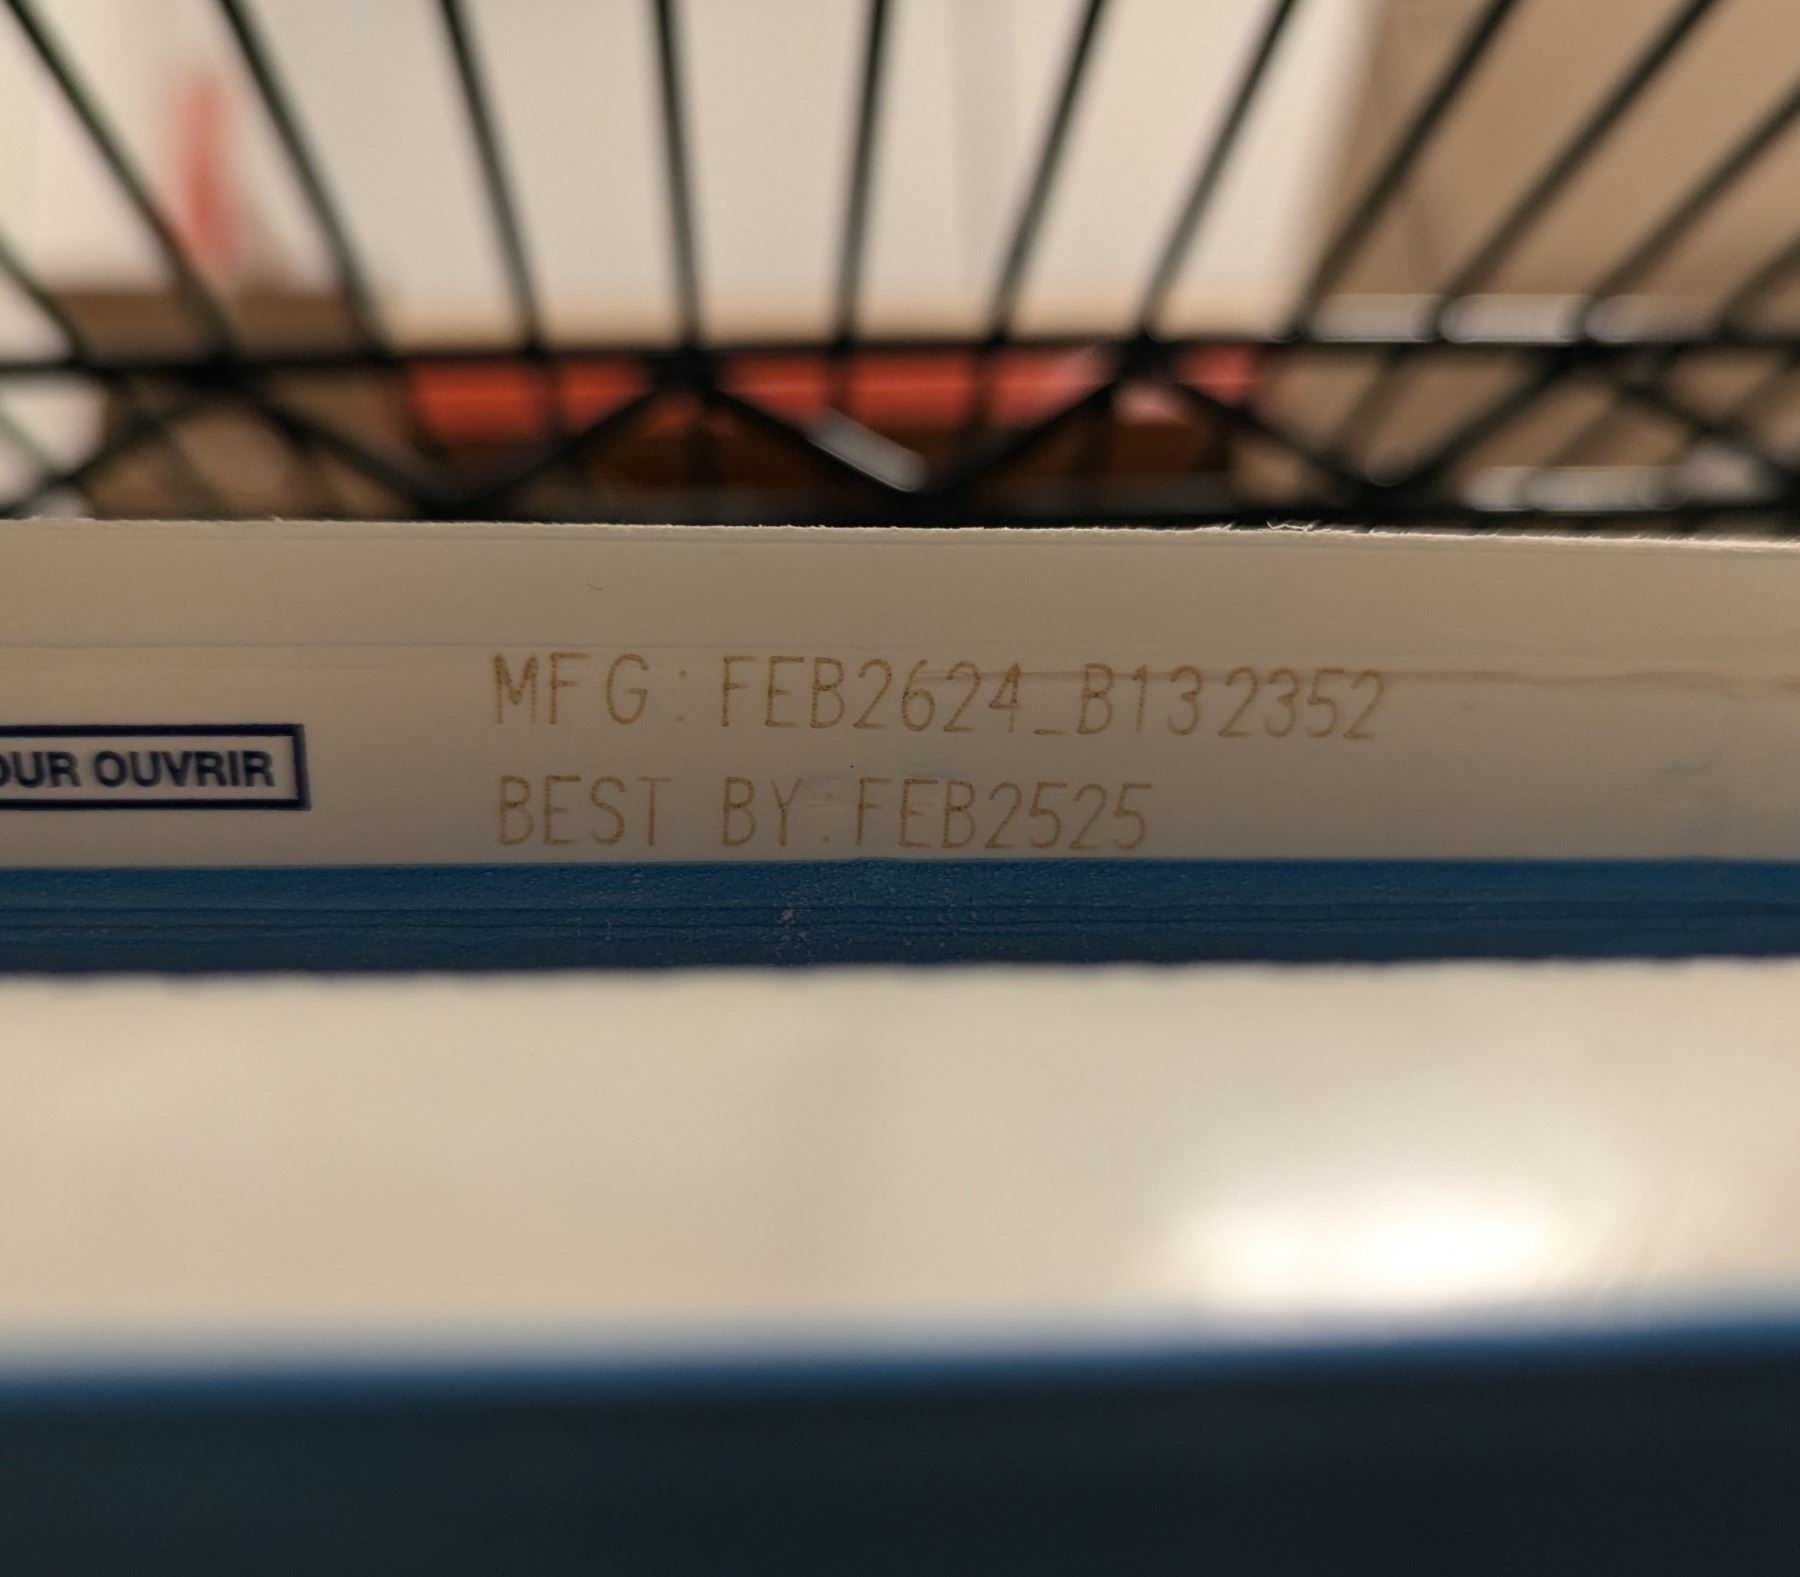 MFG: FEB2624_B132352
OUR OUVRIR
BEST BY:FEB2525